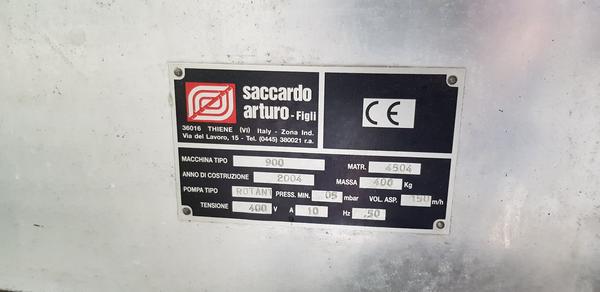 saccardo
arturo - Figli
36016 THIENE (VI) Italy - Zona Ind.
Via del Lavoro, 15 - Tel. (0445) 380021 r.a.
CE
MACCHINA TIPO 900 MATR. 4504
ANNO DI COSTRUZIONE 2004 MASSA 400 Kg
POMPA TIPO ROTANT PRESS. MIN. 05 mbar VOL. ASP. 150 m/h
TENSIONE 400 V A 10 Hz .50